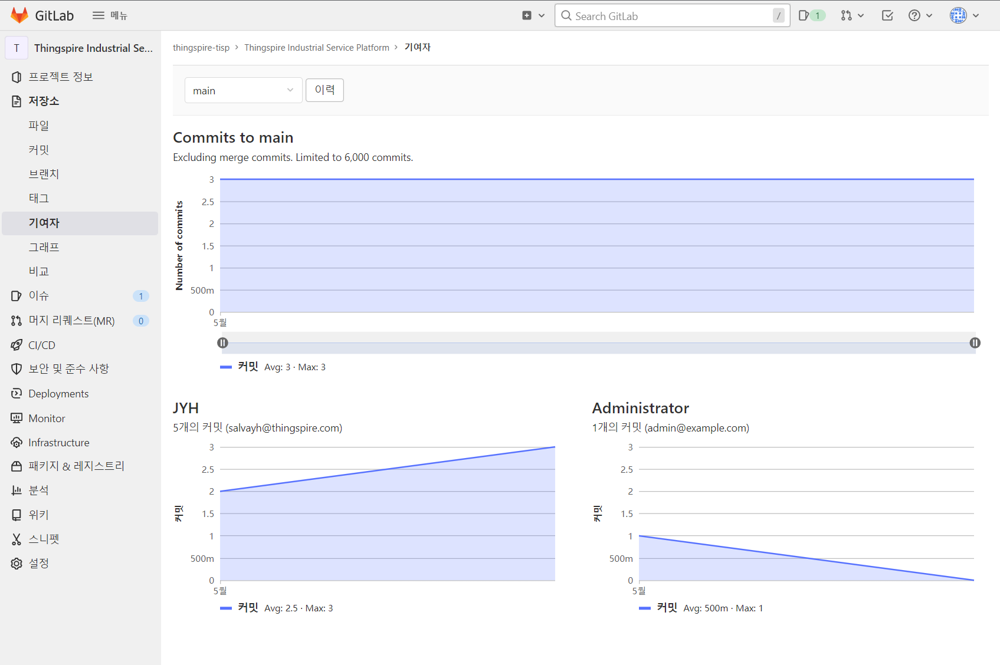 GitLab
메뉴
Search GitLab
/
1
T
Thingspire Industrial Se...
프로젝트 정보
저장소
파일
커밋
브랜치
태그
기여자
그래프
비교
이슈 1
머지 리퀘스트(MR) 0
CI/CD
보안 및 준수 사항
Deployments
Monitor
Infrastructure
패키지 & 레지스트리
분석
위키
스니펫
설정
thingspire-tisp > Thingspire Industrial Service Platform > 기여자
main
이력
Commits to main
Excluding merge commits. Limited to 6,000 commits.
Number of commits
3
2.5
2
1.5
1
500m
0
5월
커밋 Avg: 3 · Max: 3
JYH
5개의 커밋 (salvayh@thingspire.com)
커밋
3
2.5
2
1.5
1
500m
0
5월
커밋 Avg: 2.5 · Max: 3
Administrator
1개의 커밋 (admin@example.com)
커밋
3
2.5
2
1.5
1
500m
0
5월
커밋 Avg: 500m · Max: 1